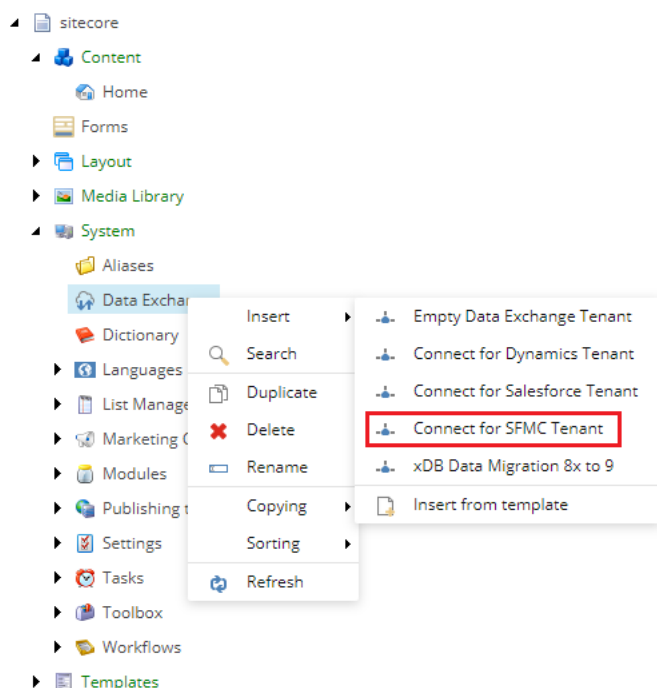 sitecore
Content
Home
Forms
Layout
Media Library
System
Aliases
Data Exchar
Dictionary
Languages
List Manage
Marketing
Modules
Publishing
Settings
Tasks
Toolbox
Workflows
Templates
Insert
Search
Duplicate
Delete
Rename
Copying
Sorting
Refresh
Empty Data Exchange Tenant
Connect for Dynamics Tenant
Connect for Salesforce Tenant
Connect for SFMC Tenant
xDB Data Migration 8x to 9
Insert from template